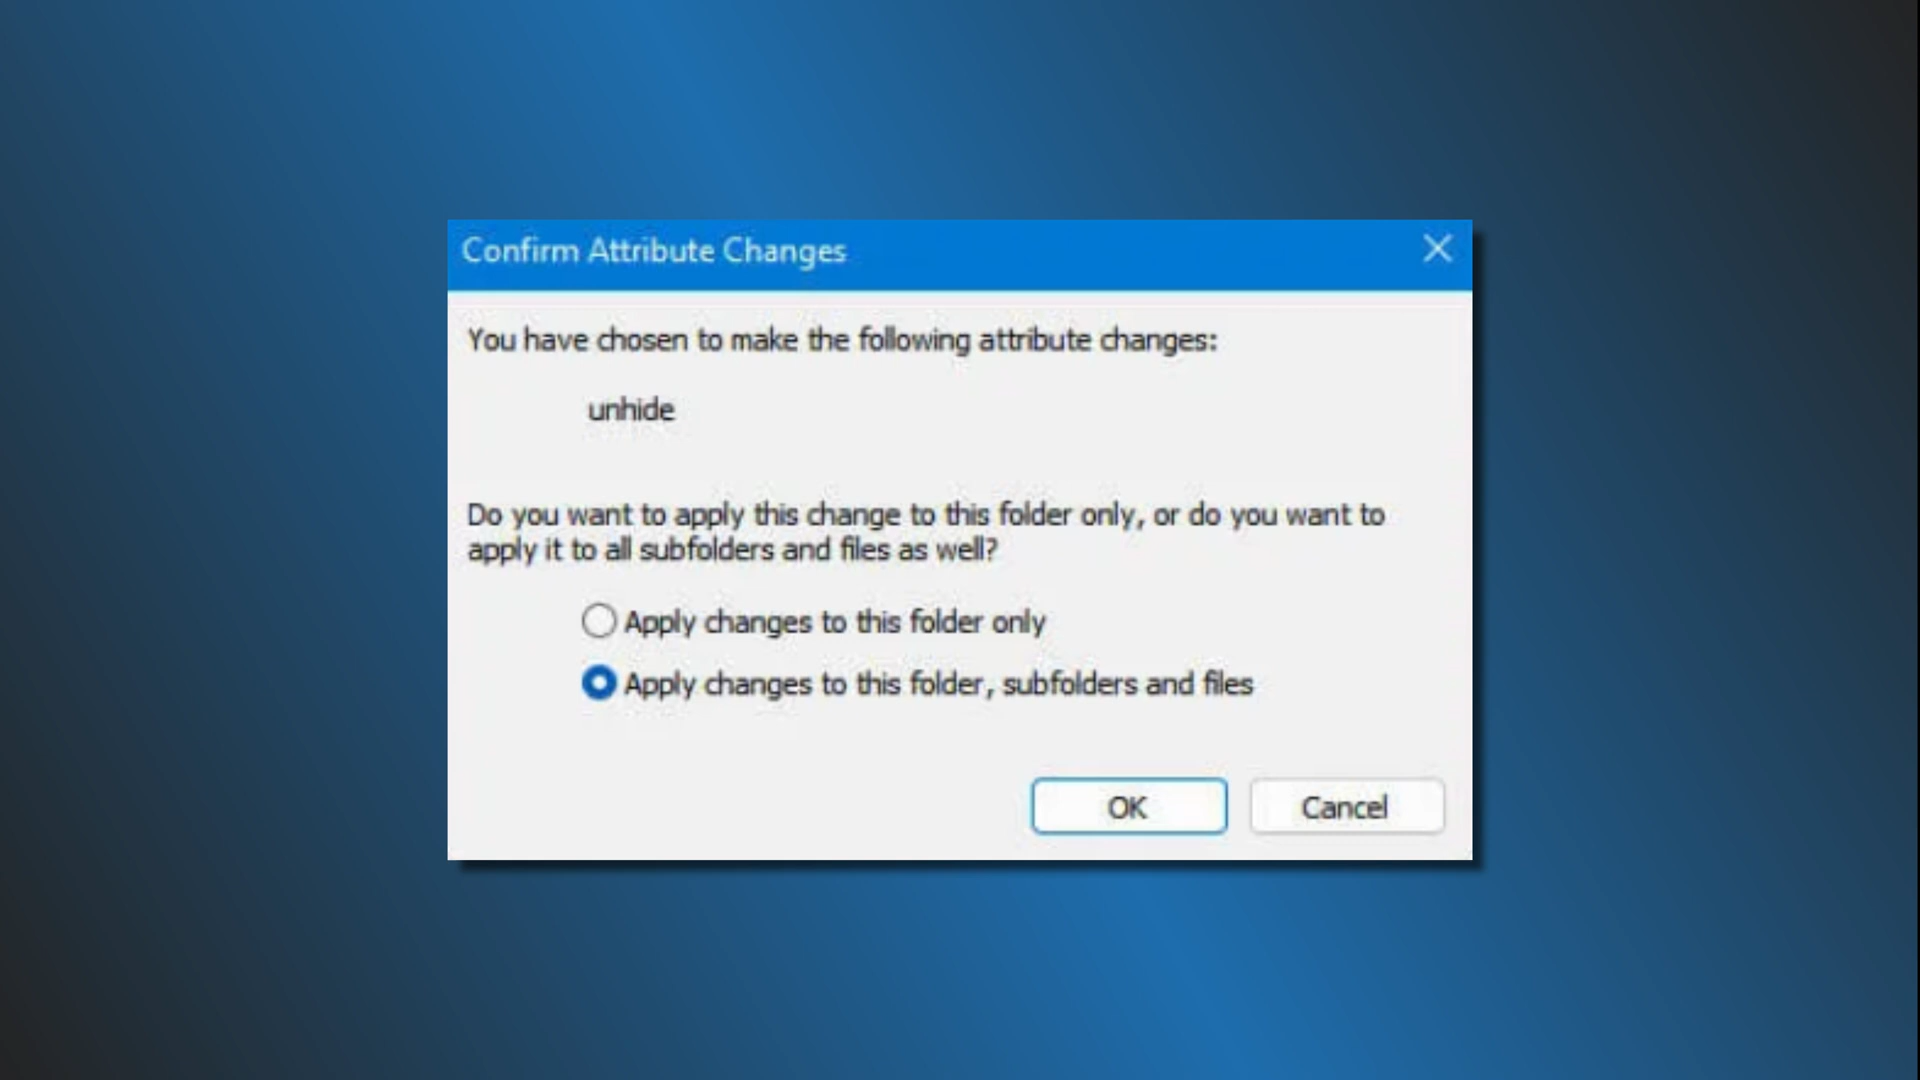 Confirm Attribute Changes
You have chosen to make the following attribute changes:
unhide
Do you want to apply this change to this folder only, or do you want to
apply it to all subfolders and files as well?
Apply changes to this folder only
Apply changes to this folder, subfolders and files
OK
Cancel